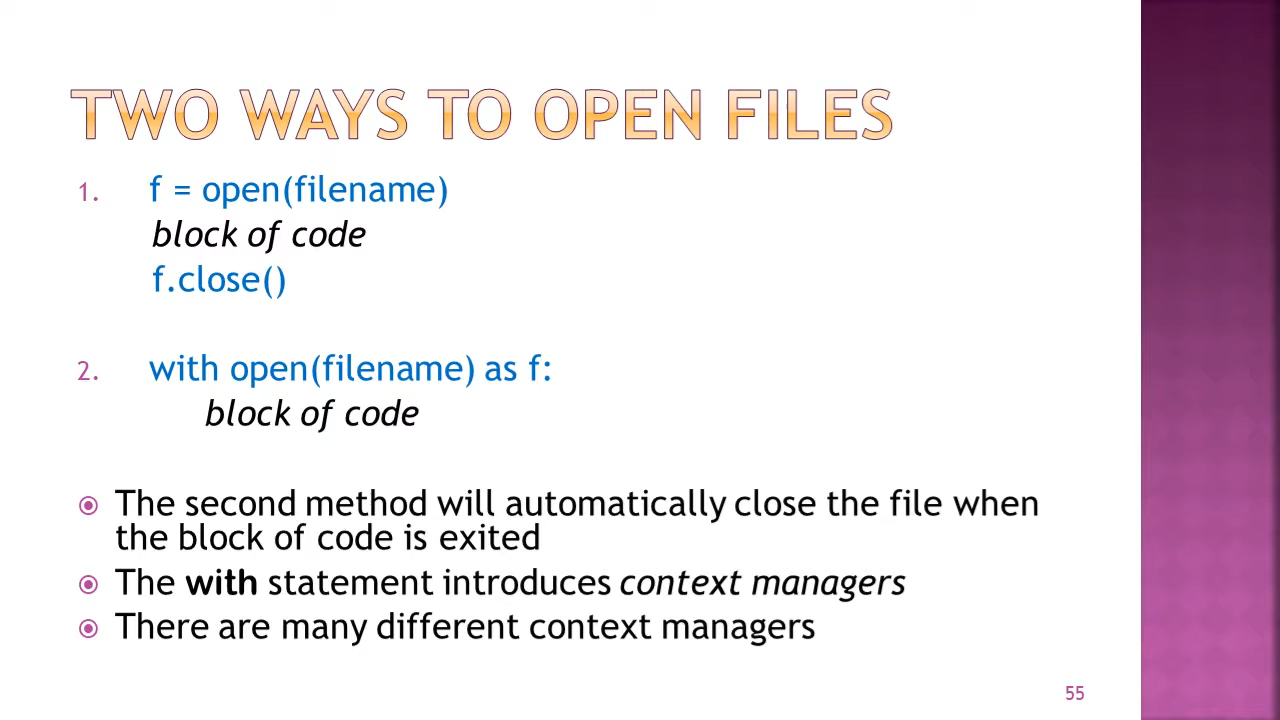 TWO WAYS TO OPEN FILES
1. f = open(filename)
block of code
f.close()
2. with open(filename) as f:
block of code
The second method will automatically close the file when
the block of code is exited
The with statement introduces context managers
There are many different context managers
55